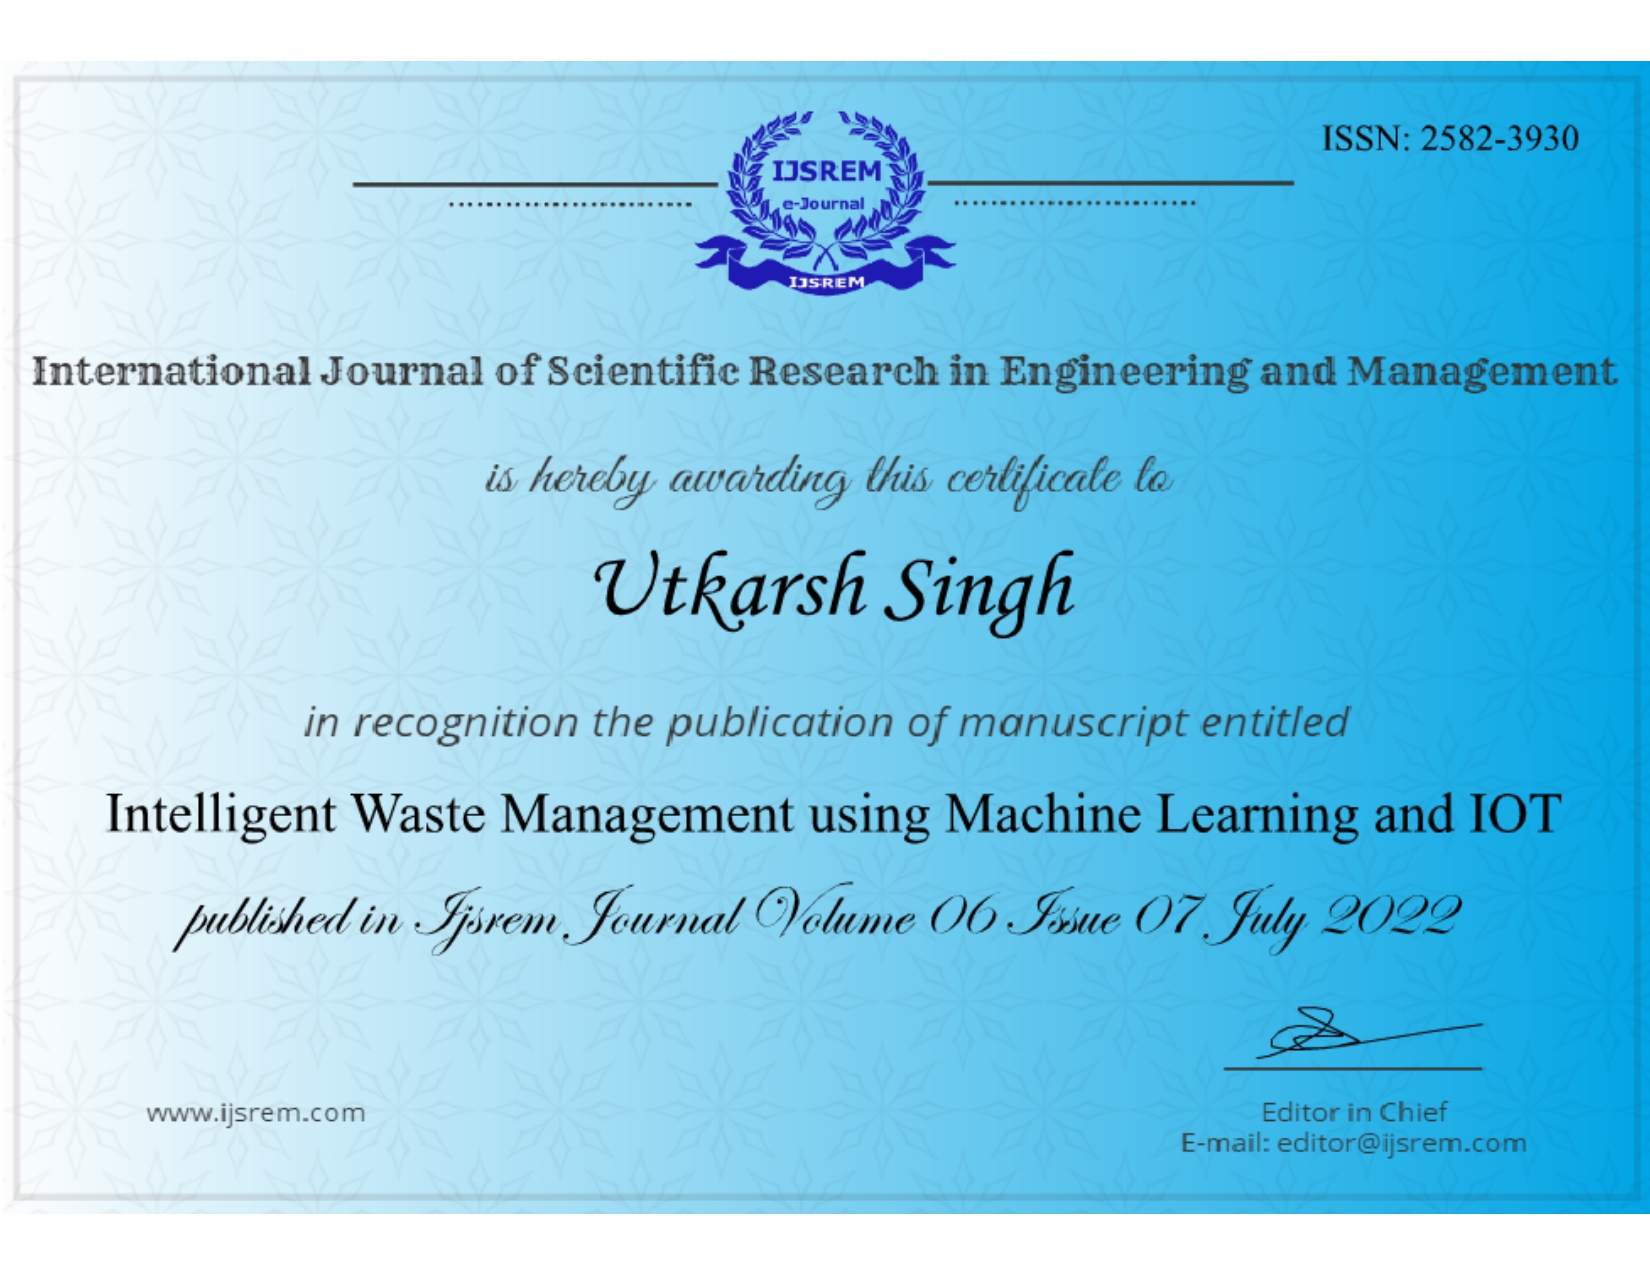 ISSN: 2582-3930
IJSREM
e-Journal
IJSREM
International Journal of Scientific Research in Engineering and Management
is hereby awarding this certificate to
Utkarsh Singh
in recognition the publication of manuscript entitled
Intelligent Waste Management using Machine Learning and IOT
published in Ijsrem Journal Volume 06 Issue 07 July 2022
www.ijsrem.com
Editor in Chief
E-mail: editor@ijsrem.com